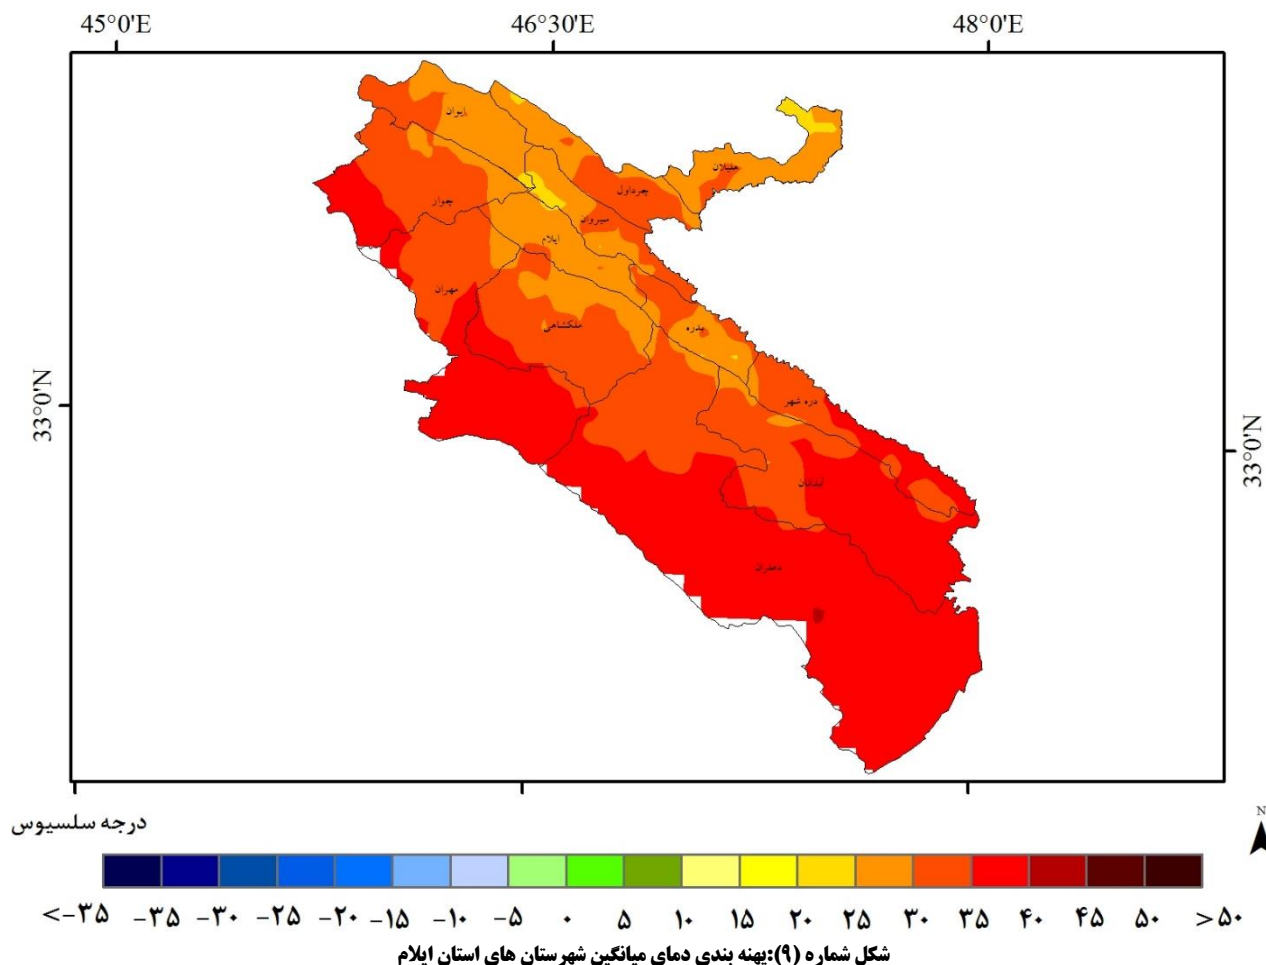 45°0'E 46°30'E 48°0'E
ایوان
هلیلان
چرداول
چوار
سیروان
ایلام
مهران
ملکشاهی
بدره
33°0'N
دره شهر
33°0'N
آبدانان
دهلران
N
درجه سلسیوس
<-۳۵ -۳۵ -۳۰ -۲۵ -۲۰ -۱۵ -۱۰ -۵ ۰ ۵ ۱۰ ۱۵ ۲۰ ۲۵ ۳۰ ۳۵ ۴۰ ۴۵ ۵۰ >۵۰
شکل شماره (۹):پهنه بندی دمای میانگین شهرستان های استان ایلام